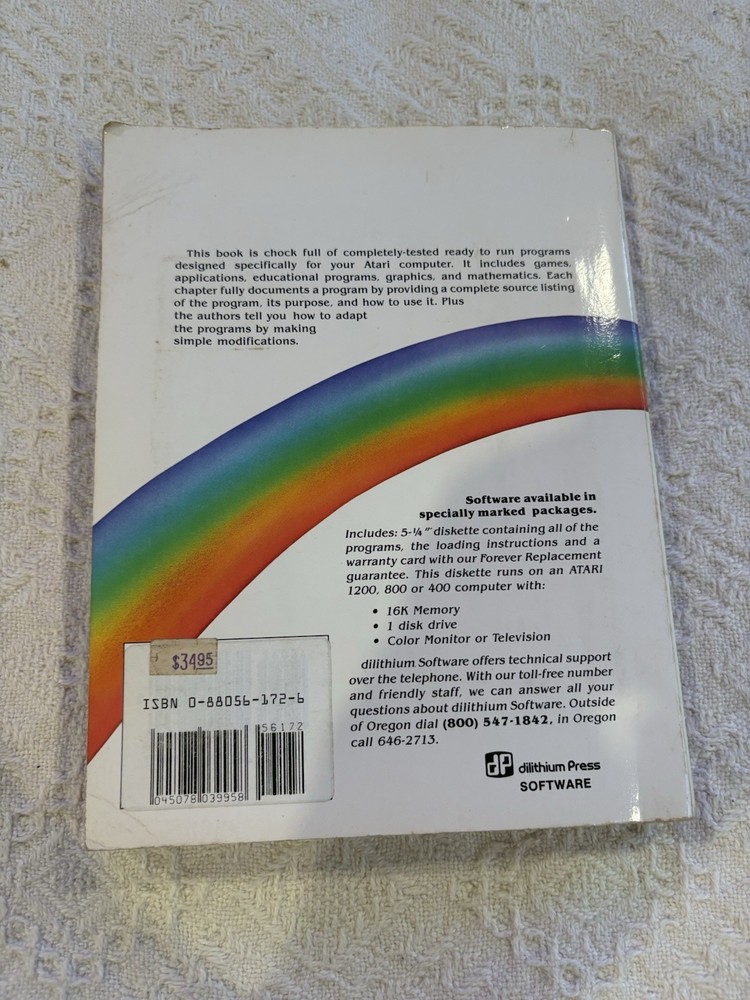 This book is chock full of completely-tested ready to run programs
designed specifically for your Atari computer. It includes games,
applications, educational programs, graphics, and mathematics. Each
chapter fully documents a program by providing a complete source listing
of the program, its purpose, and how to use it. Plus
the authors tell you how to adapt
the programs by making
simple modifications.
Software available in
specially marked packages.
Includes: 5-¼" diskette containing all of the
programs, the loading instructions and a
warranty card with our Forever Replacement
guarantee. This diskette runs on an ATARI
1200, 800 or 400 computer with:
• 16K Memory
• 1 disk drive
• Color Monitor or Television
dilithium Software offers technical support
over the telephone. With our toll-free number
and friendly staff, we can answer all your
questions about dilithium Software. Outside
of Oregon dial (800) 547-1842, in Oregon
call 646-2713.
dP dilithium Press
SOFTWARE
$3495
ISBN 0-88056-172-6
56172
045078 039958